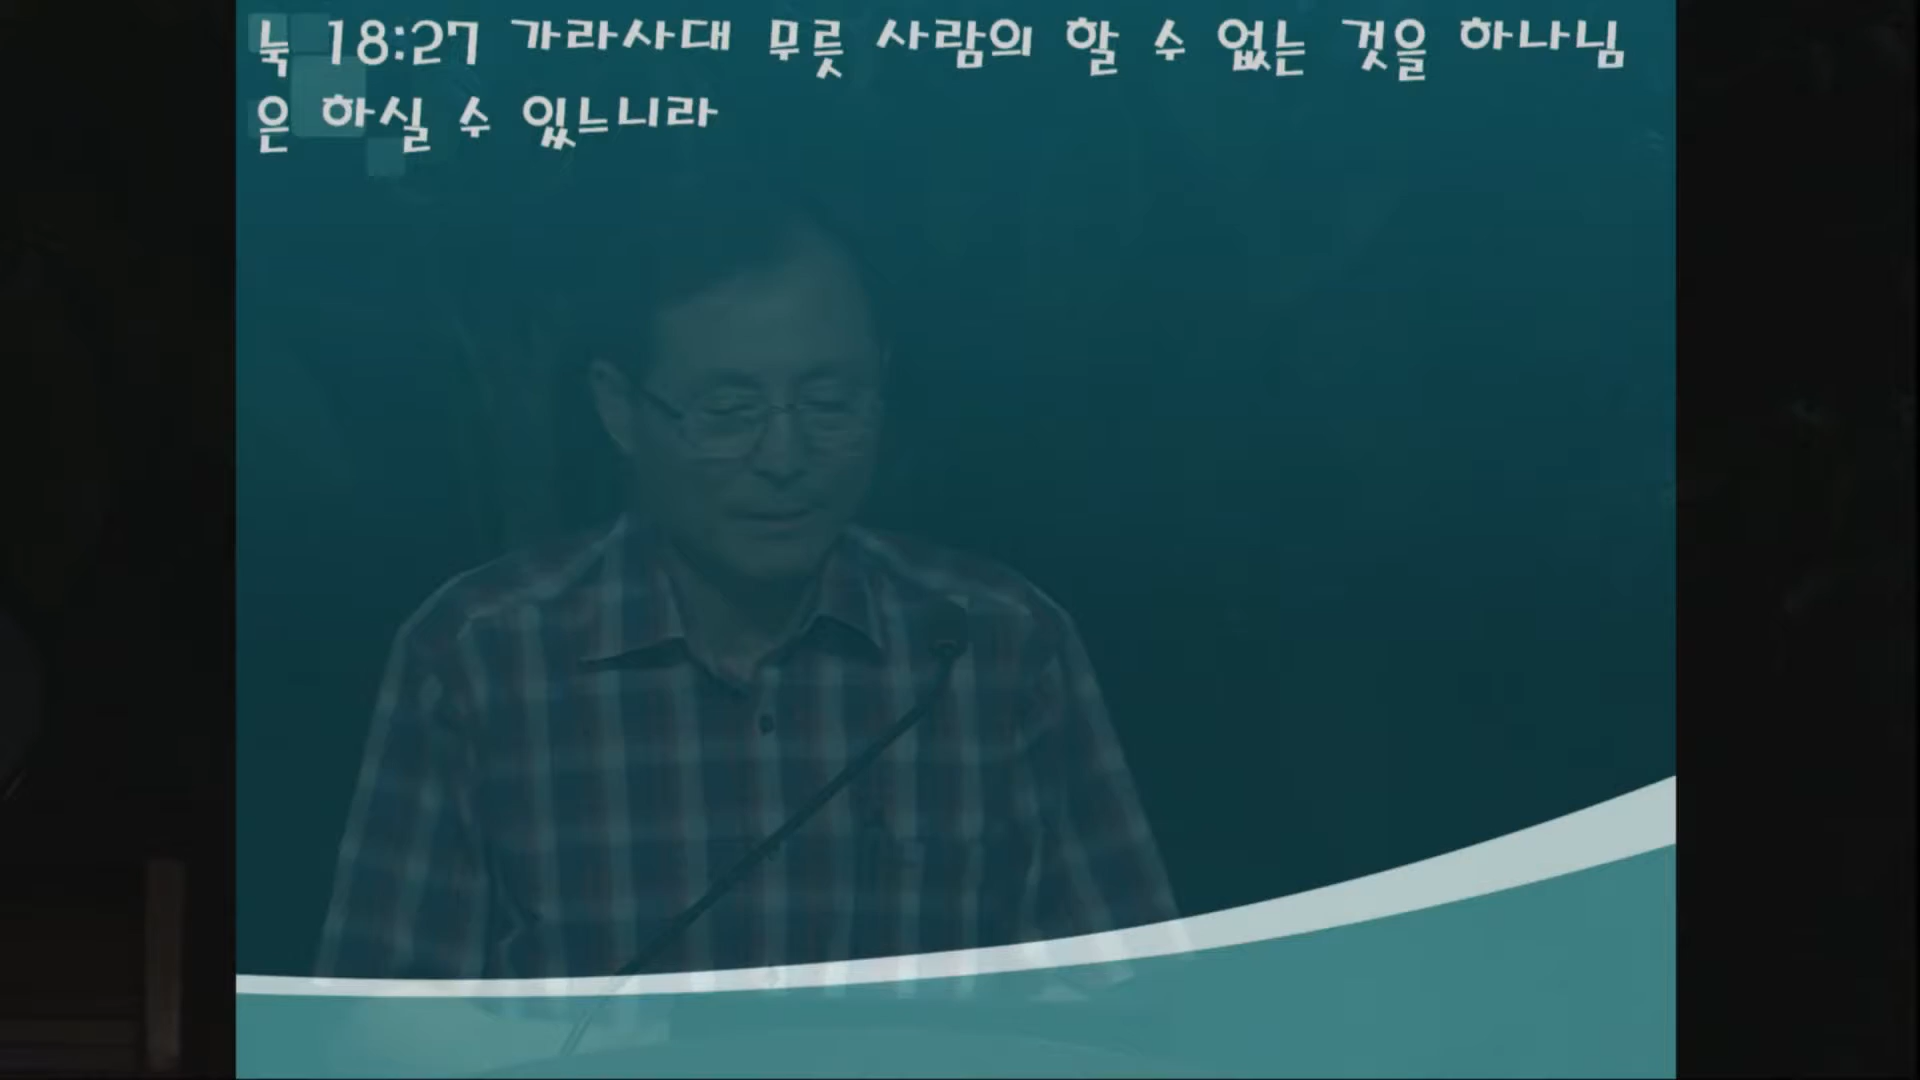 눅 18:27 가라사대 무릇 사람의 할 수 없는 것을 하나님
은 하실 수 있느니라